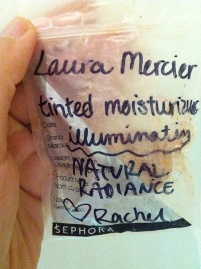 Laura Mercier
tinted moisturizer
illuminating
NATURAL
RADIANCE
♡ Rachel
SEPHORA